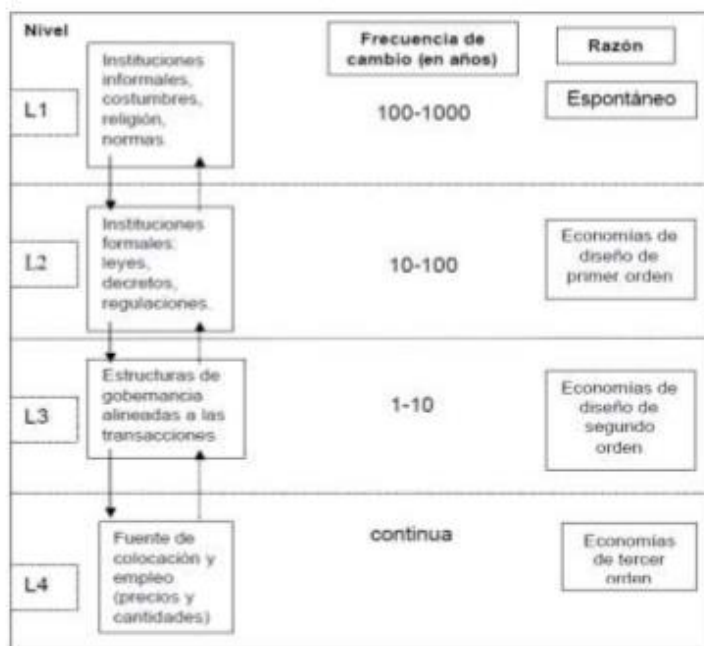 Nivel
Frecuencia de
cambio (en años)
Razón
L1
Instituciones
informales,
costumbres,
religión,
normas
100-1000
Espontáneo
L2
Instituciones
formales:
leyes,
decretos,
regulaciones.
10-100
Economías de
diseño de
primer orden
L3
Estructuras de
gobernancia
alineadas a las
transacciones
1-10
Economías de
diseño de
segundo
orden
L4
Fuente de
colocación y
empleo
(precios y
cantidades)
continua
Economías
de tercer
orden